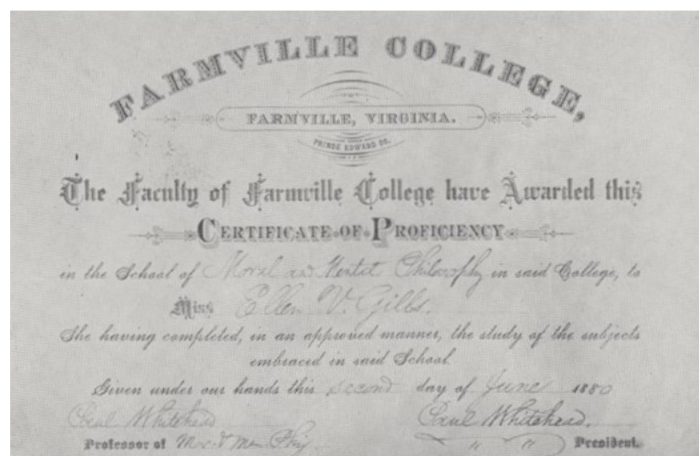 FARMVILLE COLLEGE,
FARMVILLE, VIRGINIA.
PRINCE EDWARD CO.
The Faculty of Farmville College have Awarded this
CERTIFICATE OF PROFICIENCY
in the School of Moral and Mental Philosophy in said College, to
Miss Ellen V. Gills.
She having completed, in an approved manner, the study of the subjects
embraced in said School
Given under our hands this second day of June 1880
Paul Whitehead Paul Whitehead.
Professor of Mor. & Men Phy " " President.